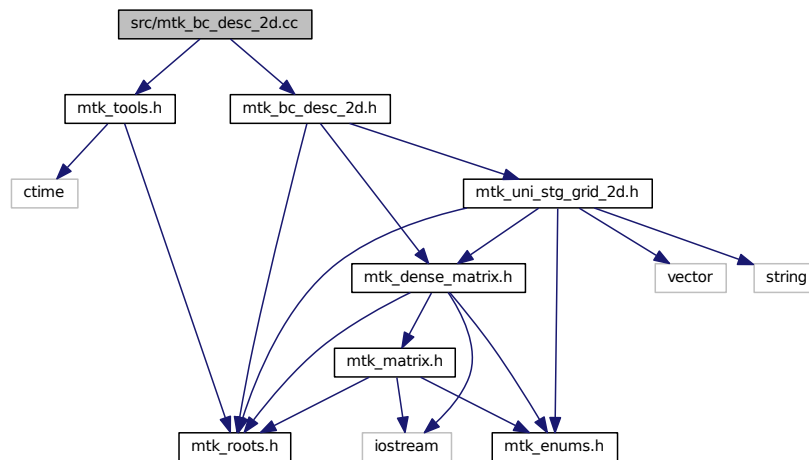 src/mtk_bc_desc_2d.cc
mtk_tools.h
mtk_bc_desc_2d.h
ctime
mtk_uni_stg_grid_2d.h
mtk_dense_matrix.h
vector
string
mtk_matrix.h
mtk_roots.h
iostream
mtk_enums.h